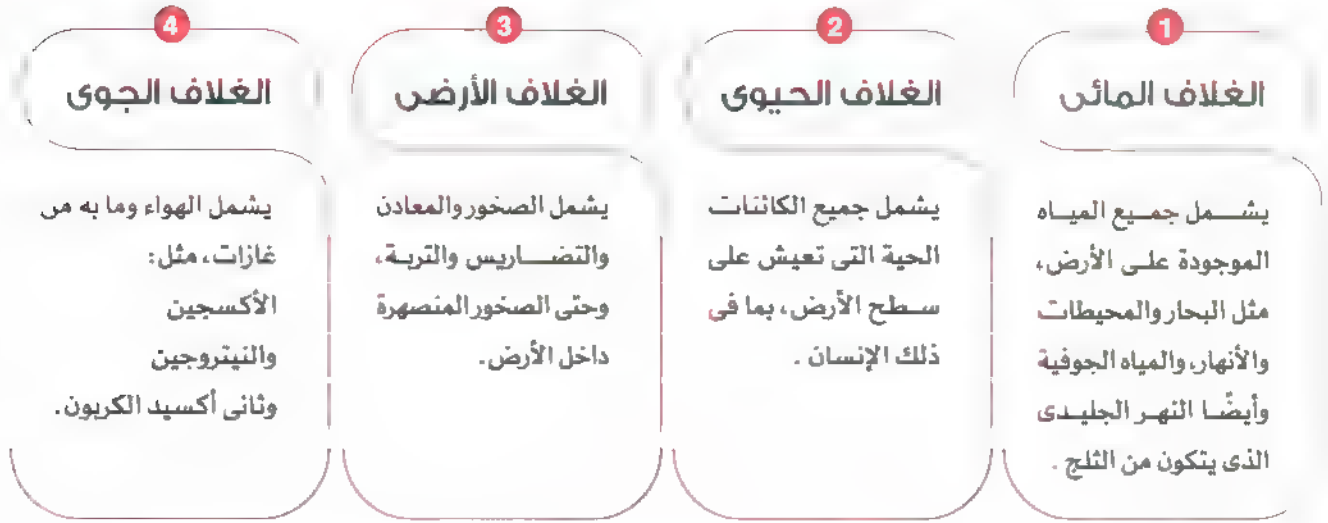 1
الغلاف المائى
يشمل جميع المياه
الموجودة على الأرض،
مثل البحار والمحيطات
والأنهار، والمياه الجوفية
وأيضًا النهر الجليدى
الذى يتكون من الثلج .
2
الغلاف الحيوى
يشمل جميع الكائنات
الحية التى تعيش على
سطح الأرض، بما فى
ذلك الإنسان .
3
الغلاف الأرضى
يشمل الصخور والمعادن
والتضاريس والتربة،
وحتى الصخور المنصهرة
داخل الأرض.
4
الغلاف الجوى
يشمل الهواء وما به من
غازات، مثل:
الأكسجين
والنيتروجين
وثانى أكسيد الكربون.